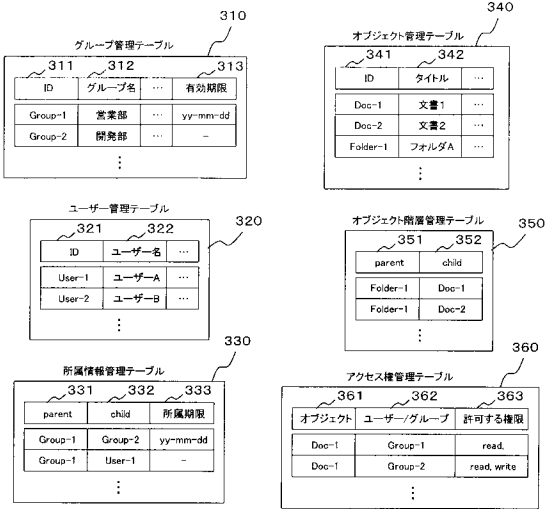 310
グループ管理テーブル
311 312 313
ID グループ名 … 有効期限
Group-1 営業部 … yy-mm-dd
Group-2 開発部 … -
⋮
340
オブジェクト管理テーブル
341 342
ID タイトル …
Doc-1 文書1 …
Doc-2 文書2 …
Folder-1 フォルダA …
⋮
ユーザー管理テーブル
320
321 322
ID ユーザー名 …
User-1 ユーザーA …
User-2 ユーザーB …
⋮
オブジェクト階層管理テーブル
350
351 352
parent child
Folder-1 Doc-1
Folder-1 Doc-2
⋮
330
所属情報管理テーブル
331 332 333
parent child 所属期限
Group-1 Group-2 yy-mm-dd
Group-1 User-1 -
⋮
360
アクセス権管理テーブル
361 362 363
オブジェクト ユーザー/グループ 許可する権限
Doc-1 Group-1 read,
Doc-1 Group-2 read, write
⋮